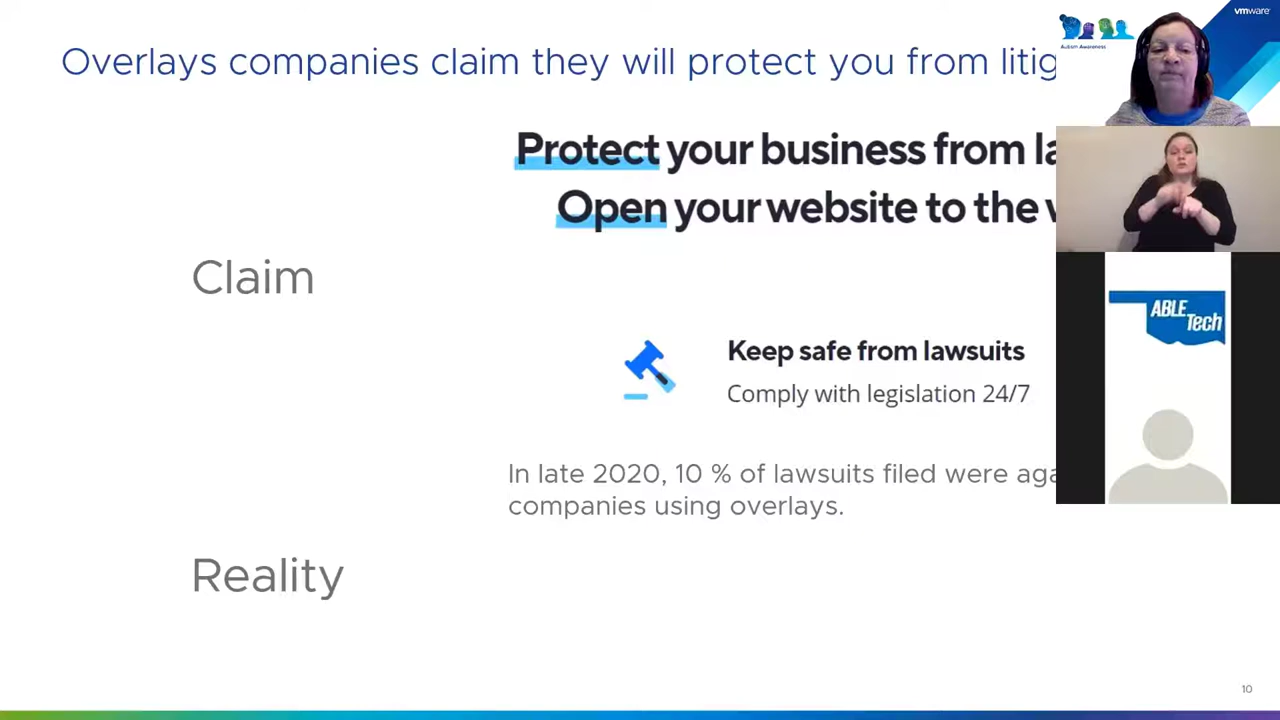 vmware
Autism Awareness
Overlays companies claim they will protect you from litig
Protect your business from la
Open your website to the
Claim
ABLE
Tech
Keep safe from lawsuits
Comply with legislation 24/7
In late 2020, 10 % of lawsuits filed were aga
companies using overlays.
Reality
10